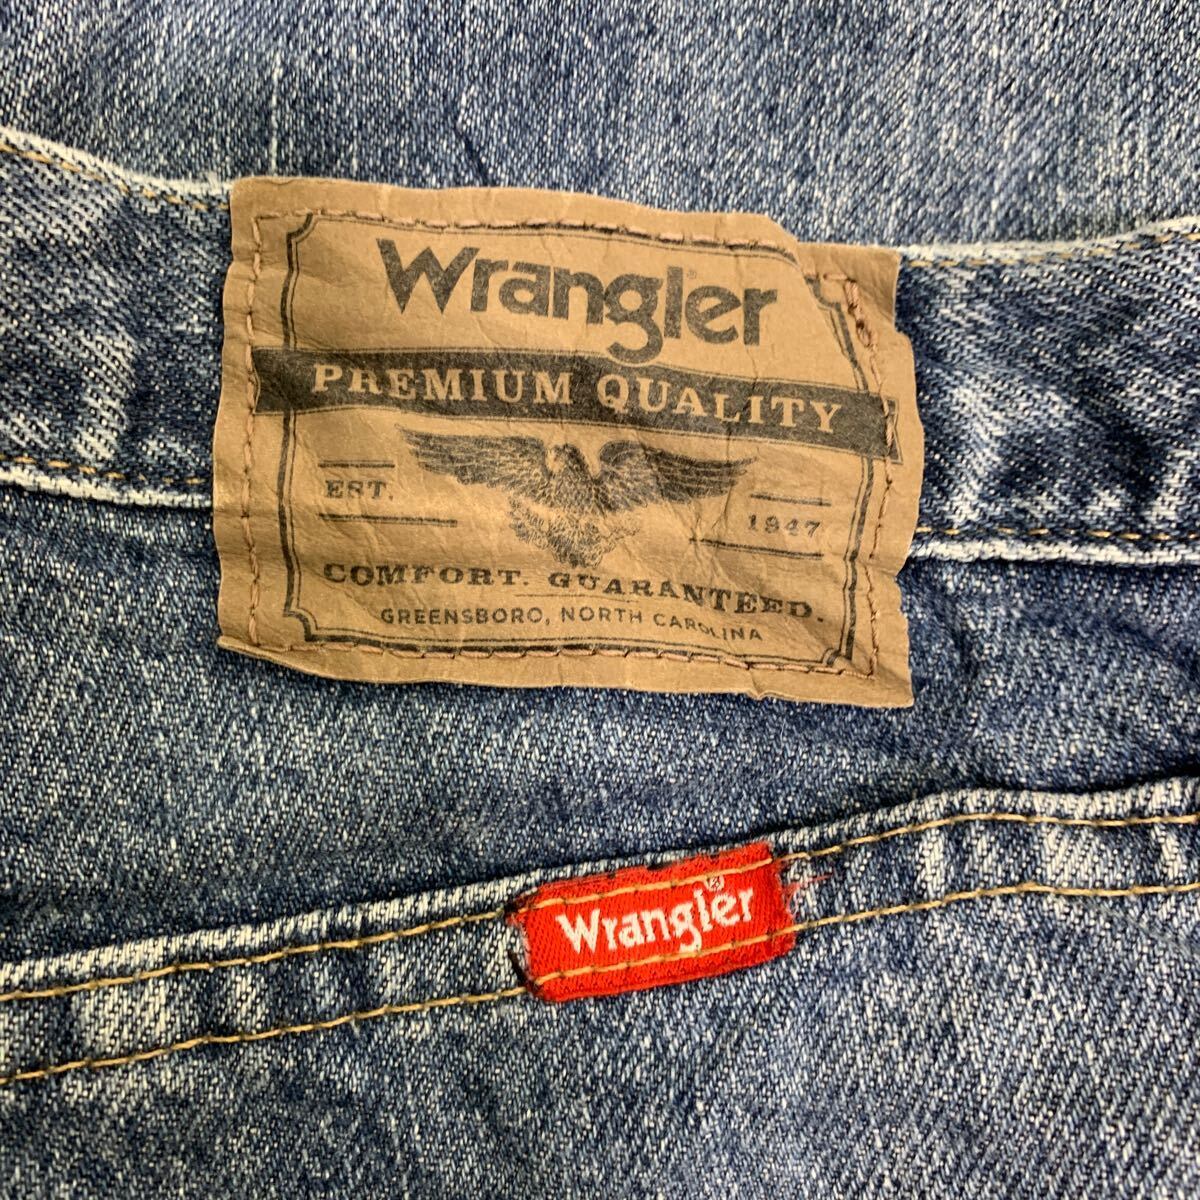 Wrangler®
PREMIUM QUALITY
EST. 1947
COMFORT. GUARANTEED.
GREENSBORO, NORTH CAROLINA
Wrangler®